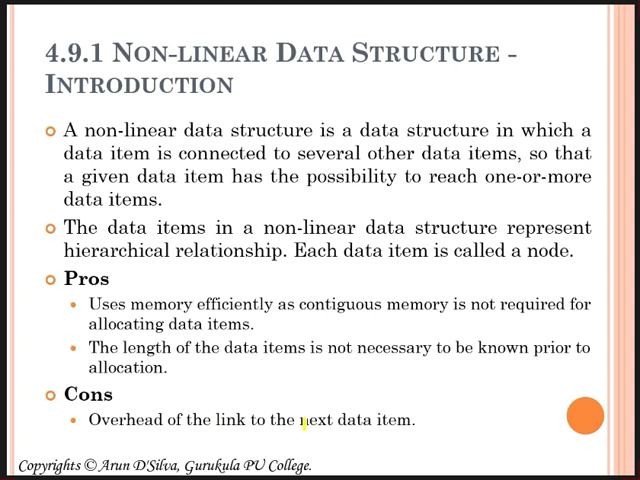 4.9.1 NON-LINEAR DATA STRUCTURE -
INTRODUCTION
A non-linear data structure is a data structure in which a
data item is connected to several other data items, so that
a given data item has the possibility to reach one-or-more
data items.
The data items in a non-linear data structure represent
hierarchical relationship. Each data item is called a node.
Pros
Uses memory efficiently as contiguous memory is not required for
allocating data items.
The length of the data items is not necessary to be known prior to
allocation.
Cons
Overhead of the link to the next data item.
Copyrights © Arun D'Silva, Gurukula PU College.